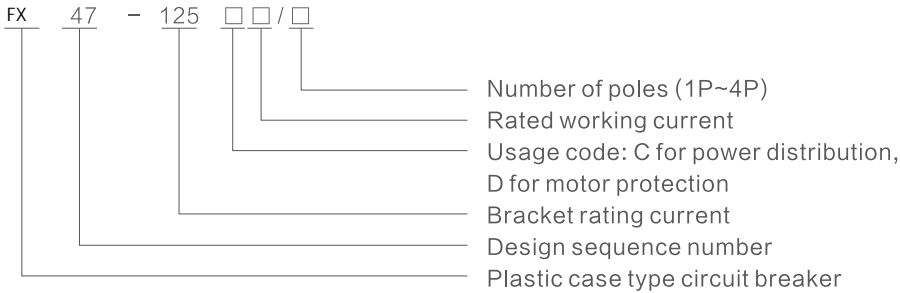 FX 47 - 125 □□/□
Number of poles (1P~4P)
Rated working current
Usage code: C for power distribution,
D for motor protection
Bracket rating current
Design sequence number
Plastic case type circuit breaker